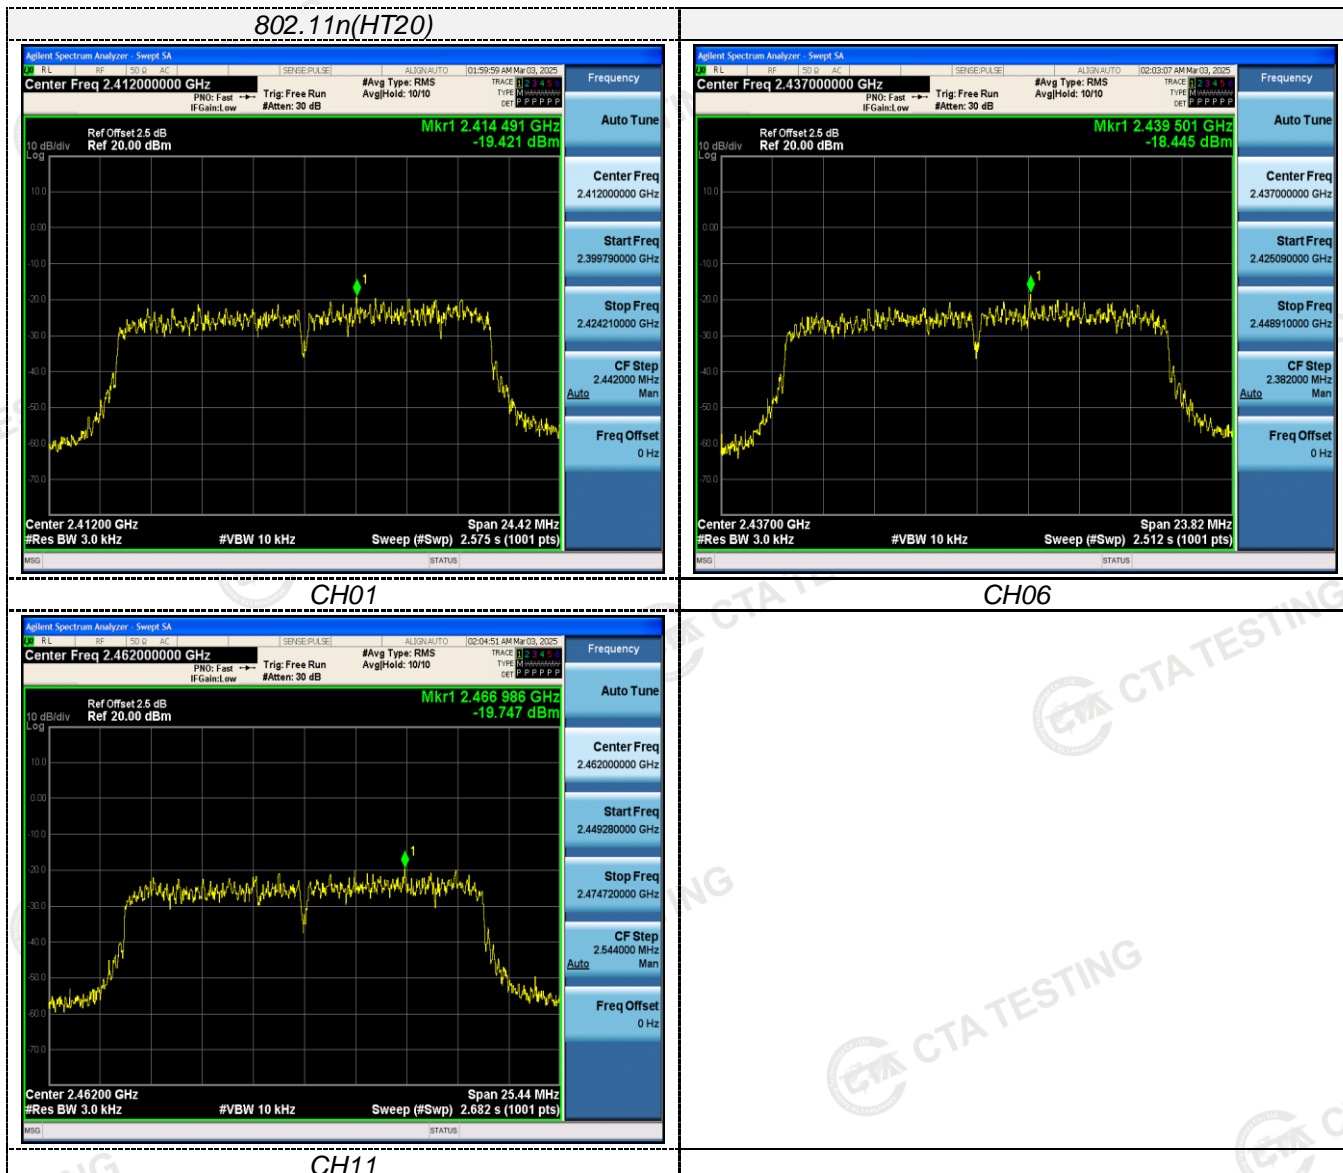 802.11n(HT20)
Agilent Spectrum Analyzer - Swept SA
RL RF 50 Ω AC SENSE:PULSE ALIGN AUTO 01:59:59 AM Mar 03, 2025
Center Freq 2.412000000 GHz
PNO: Fast
IFGain:Low
Trig: Free Run
#Atten: 30 dB
#Avg Type: RMS
Avg|Hold: 10/10
TRACE 1 2 3 4 5 6
TYPE M
DET P P P P P P
Mkr1 2.414 491 GHz
-19.421 dBm
Ref Offset 2.5 dB
10 dB/div Ref 20.00 dBm
Log
10.0
0.00
-10.0
-20.0
-30.0
-40.0
-50.0
-60.0
-70.0
1
Center 2.41200 GHz Span 24.42 MHz
#Res BW 3.0 kHz #VBW 10 kHz Sweep (#Swp) 2.575 s (1001 pts)
MSG STATUS
Frequency
Auto Tune
Center Freq
2.412000000 GHz
Start Freq
2.399790000 GHz
Stop Freq
2.424210000 GHz
CF Step
2.442000 MHz
Auto Man
Freq Offset
0 Hz
CH01
Agilent Spectrum Analyzer - Swept SA
RL RF 50 Ω AC SENSE:PULSE ALIGN AUTO 02:03:07 AM Mar 03, 2025
Center Freq 2.437000000 GHz
PNO: Fast
IFGain:Low
Trig: Free Run
#Atten: 30 dB
#Avg Type: RMS
Avg|Hold: 10/10
TRACE 1 2 3 4 5 6
TYPE M
DET P P P P P P
Mkr1 2.439 501 GHz
-18.445 dBm
Ref Offset 2.5 dB
10 dB/div Ref 20.00 dBm
Log
10.0
0.00
-10.0
-20.0
-30.0
-40.0
-50.0
-60.0
-70.0
1
Center 2.43700 GHz Span 23.82 MHz
#Res BW 3.0 kHz #VBW 10 kHz Sweep (#Swp) 2.512 s (1001 pts)
MSG STATUS
Frequency
Auto Tune
Center Freq
2.437000000 GHz
Start Freq
2.425090000 GHz
Stop Freq
2.448910000 GHz
CF Step
2.382000 MHz
Auto Man
Freq Offset
0 Hz
CH06
Agilent Spectrum Analyzer - Swept SA
RL RF 50 Ω AC SENSE:PULSE ALIGN AUTO 02:04:51 AM Mar 03, 2025
Center Freq 2.462000000 GHz
PNO: Fast
IFGain:Low
Trig: Free Run
#Atten: 30 dB
#Avg Type: RMS
Avg|Hold: 10/10
TRACE 1 2 3 4 5 6
TYPE M
DET P P P P P P
Mkr1 2.466 986 GHz
-19.747 dBm
Ref Offset 2.5 dB
10 dB/div Ref 20.00 dBm
Log
10.0
0.00
-10.0
-20.0
-30.0
-40.0
-50.0
-60.0
-70.0
1
Center 2.46200 GHz Span 25.44 MHz
#Res BW 3.0 kHz #VBW 10 kHz Sweep (#Swp) 2.682 s (1001 pts)
MSG STATUS
Frequency
Auto Tune
Center Freq
2.462000000 GHz
Start Freq
2.449280000 GHz
Stop Freq
2.474720000 GHz
CF Step
2.544000 MHz
Auto Man
Freq Offset
0 Hz
CH11
CTA TESTING
CTA TESTING